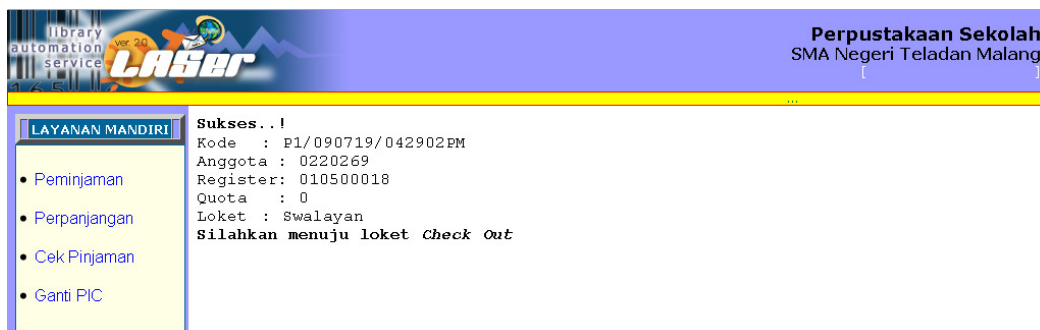 library
automation
service
ver. 2.0
LASer
Perpustakaan Sekolah
SMA Negeri Teladan Malang
[ ]
...
LAYANAN MANDIRI
Peminjaman
Perpanjangan
Cek Pinjaman
Ganti PIC
Sukses..!
Kode : P1/090719/042902PM
Anggota : 0220269
Register: 010500018
Quota : 0
Loket : Swalayan
Silahkan menuju loket Check Out